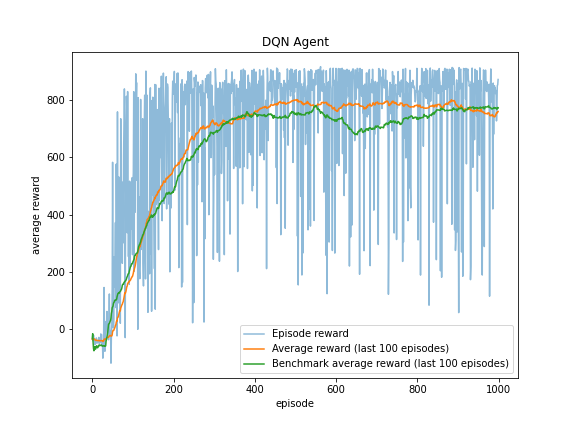 DQN Agent
average reward
800
600
400
200
0
Episode reward
Average reward (last 100 episodes)
Benchmark average reward (last 100 episodes)
0 200 400 600 800 1000
episode